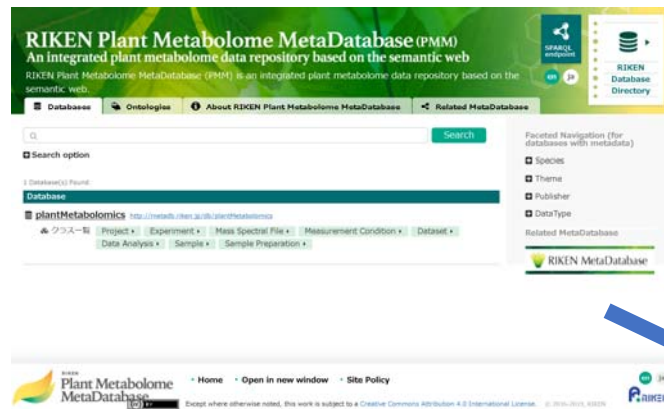 RIKEN Plant Metabolome MetaDatabase (PMM)
An integrated plant metabolome data repository based on the semantic web
RIKEN Plant Metabolome MetaDatabase (PMM) is an integrated plant metabolome data repository based on the
semantic web.
SPARQL
endpoint
en ja
RIKEN
Database
Directory
Databases Ontologies About RIKEN Plant Metabolome MetaDatabase Related MetaDatabase
Search
Search option
1 Database(s) Found
Database
plantMetabolomics http://metadb.riken.jp/db/plantMetabolomics
クラス一覧 Project Experiment Mass Spectral File Measurement Condition Dataset
Data Analysis Sample Sample Preparation
Faceted Navigation (for
databases with metadata)
Species
Theme
Publisher
DataType
Related MetaDatabase
RIKEN MetaDatabase
RIKEN
Plant Metabolome
MetaDatabase
・Home ・Open in new window ・Site Policy
Except where otherwise noted, this work is subject to a Creative Commons Attribution 4.0 International License.
en
RIKEN